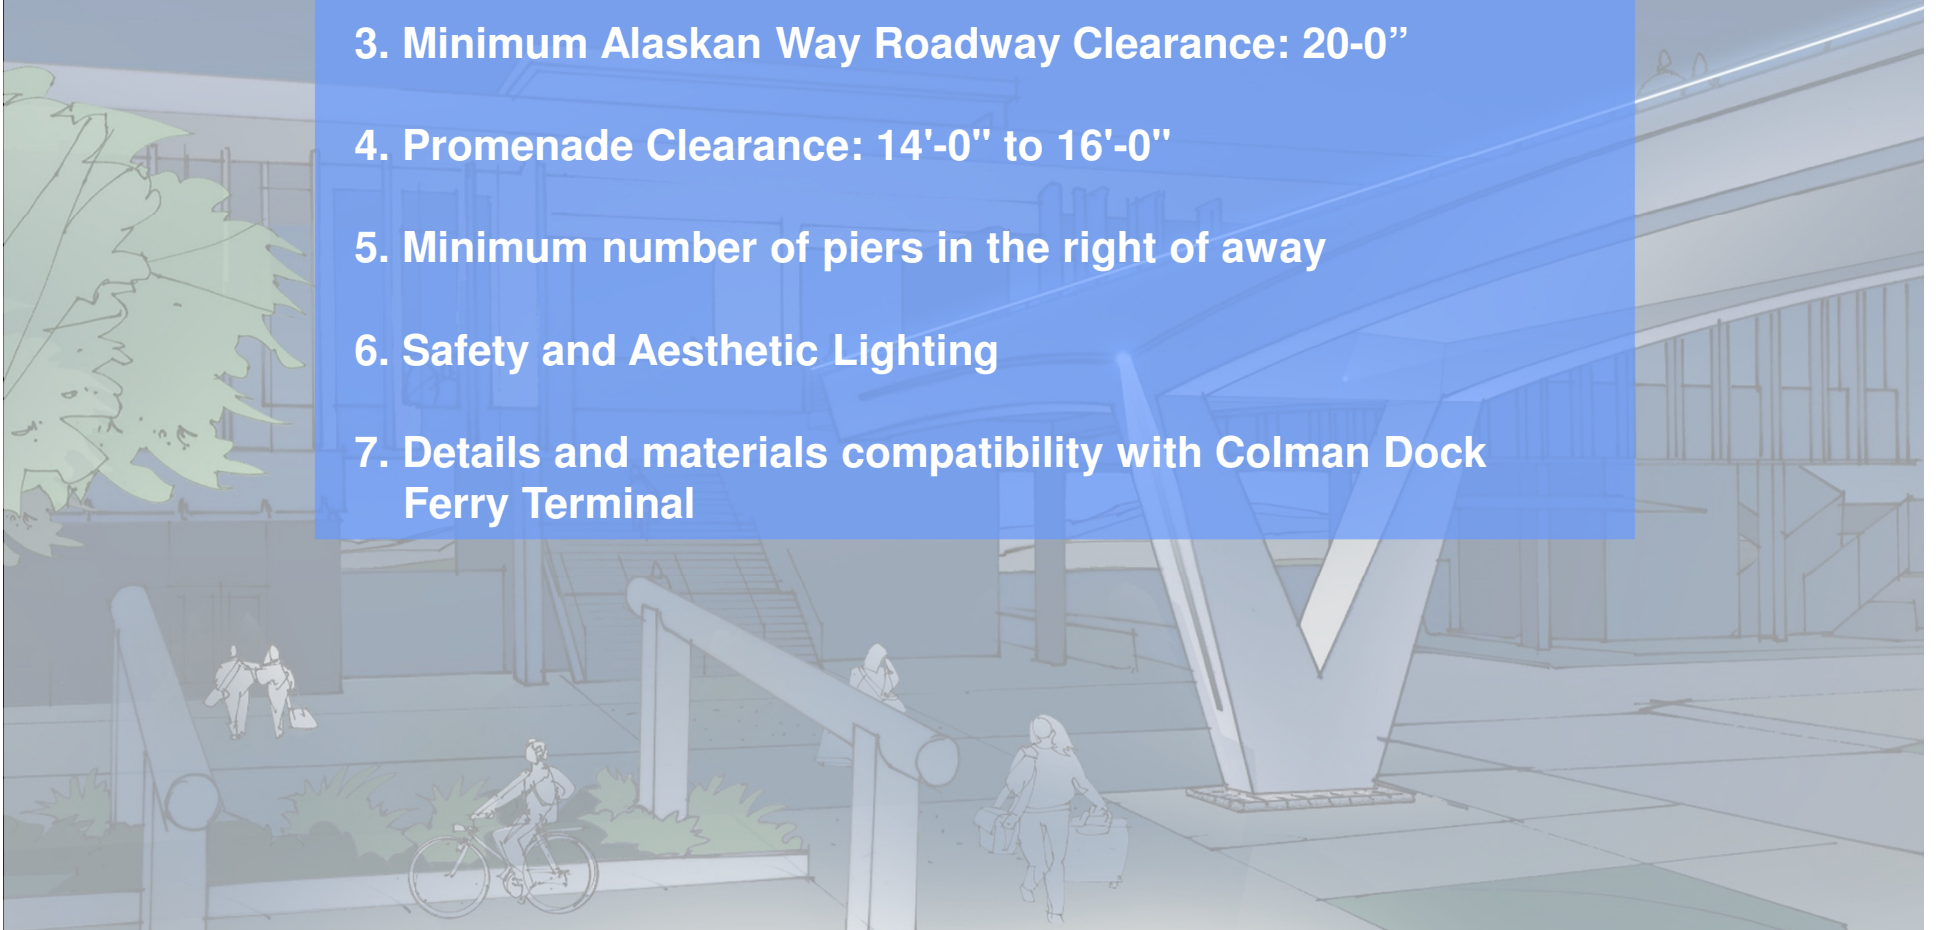 3. Minimum Alaskan Way Roadway Clearance: 20-0”
4. Promenade Clearance: 14'-0" to 16'-0"
5. Minimum number of piers in the right of away
6. Safety and Aesthetic Lighting
7. Details and materials compatibility with Colman Dock
Ferry Terminal